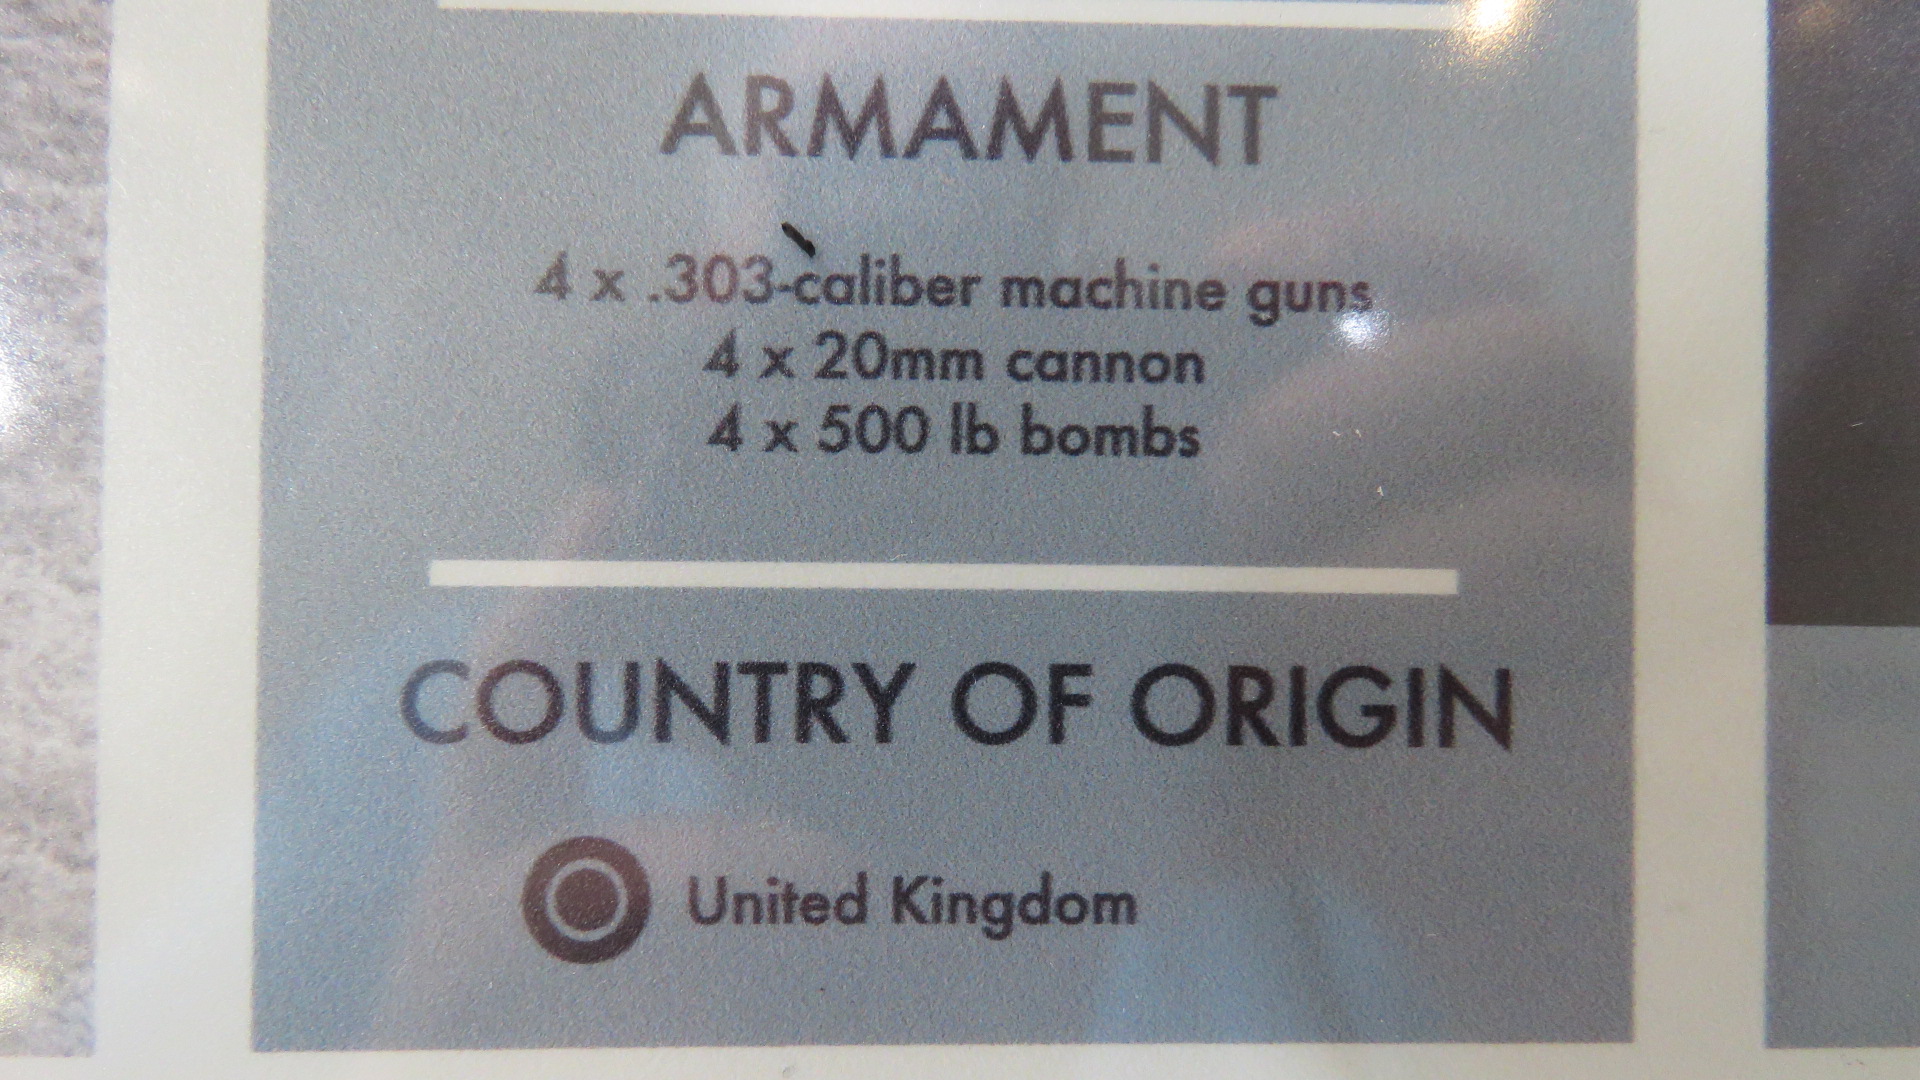 ARMAMENT
4 x .303-caliber machine guns
4 x 20mm cannon
4 x 500 lb bombs
COUNTRY OF ORIGIN
United Kingdom